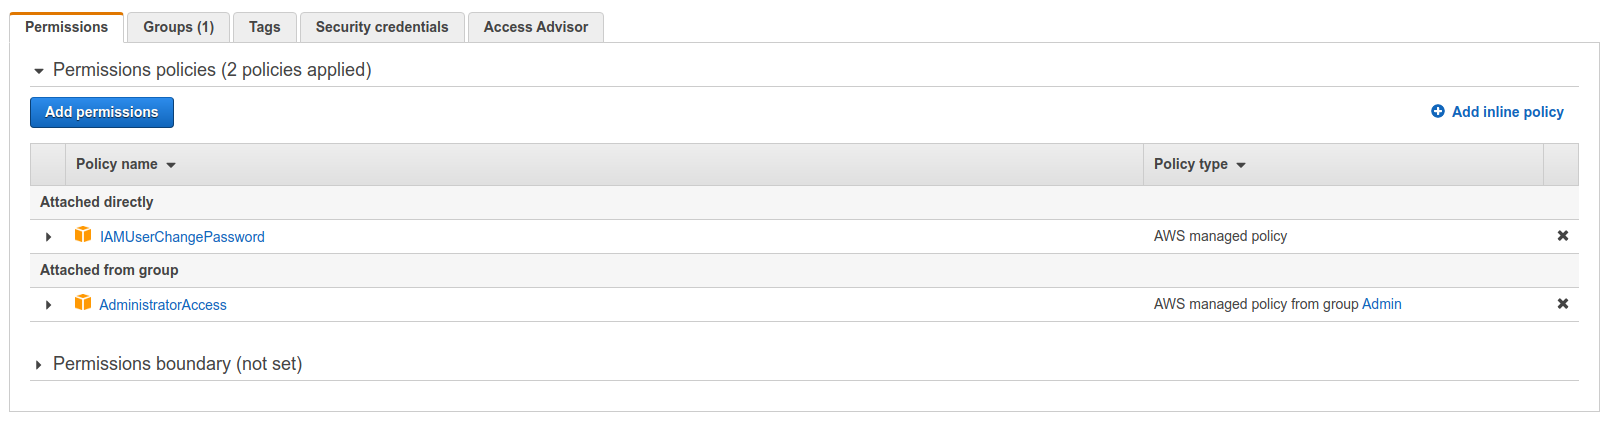 Permissions Groups (1) Tags Security credentials Access Advisor
Permissions policies (2 policies applied)
Add permissions Add inline policy
Policy name Policy type
Attached directly
IAMUserChangePassword AWS managed policy
Attached from group
AdministratorAccess AWS managed policy from group Admin
Permissions boundary (not set)